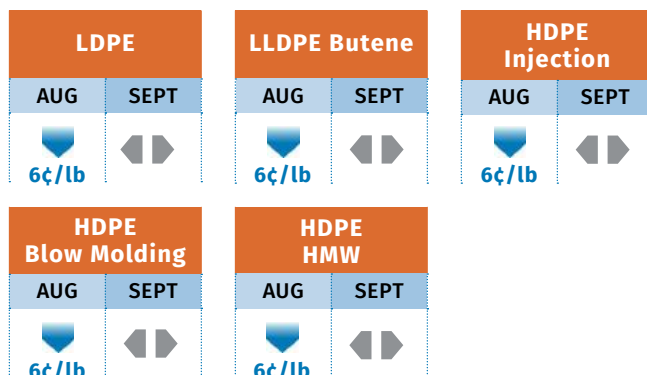 LDPE
AUG SEPT
6¢/lb
LLDPE Butene
AUG SEPT
6¢/lb
HDPE
Injection
AUG SEPT
6¢/lb
HDPE
Blow Molding
AUG SEPT
6¢/lb
HDPE
HMW
AUG SEPT
6¢/lb